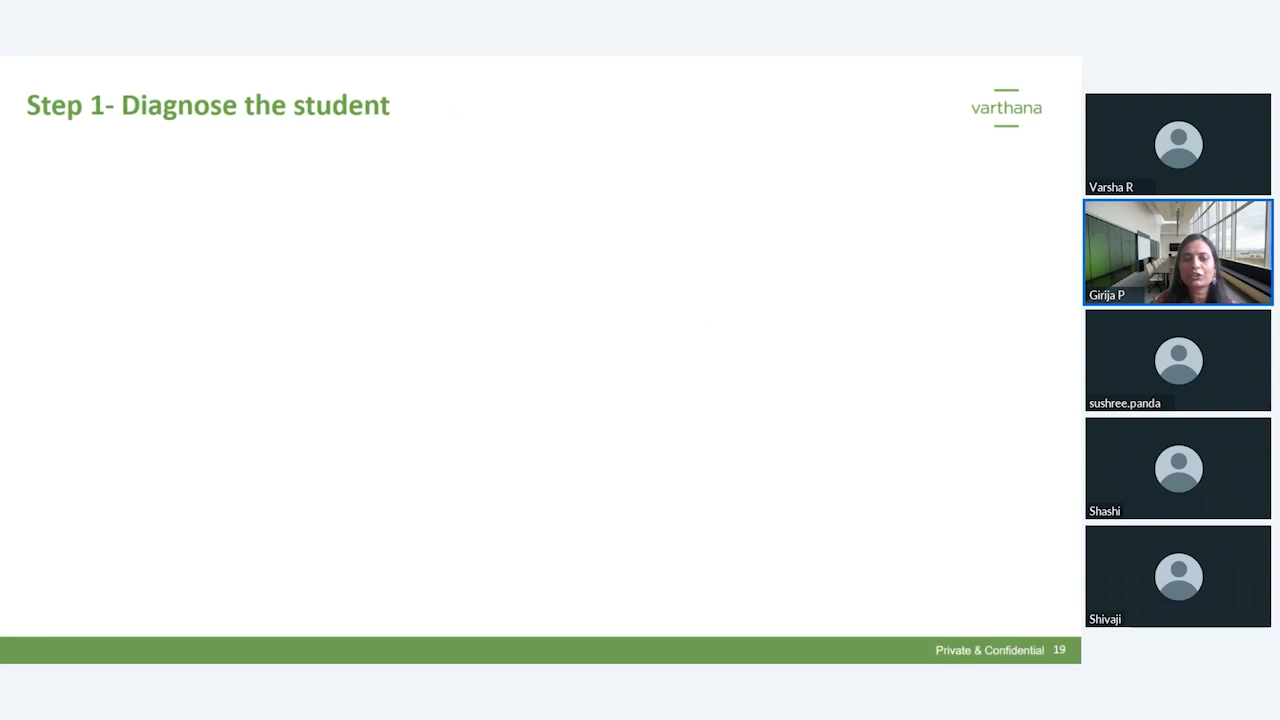 Step 1- Diagnose the student
varthana
Varsha R
Girija P
sushree.panda
Shashi
Shivaji
Private & Confidential 19